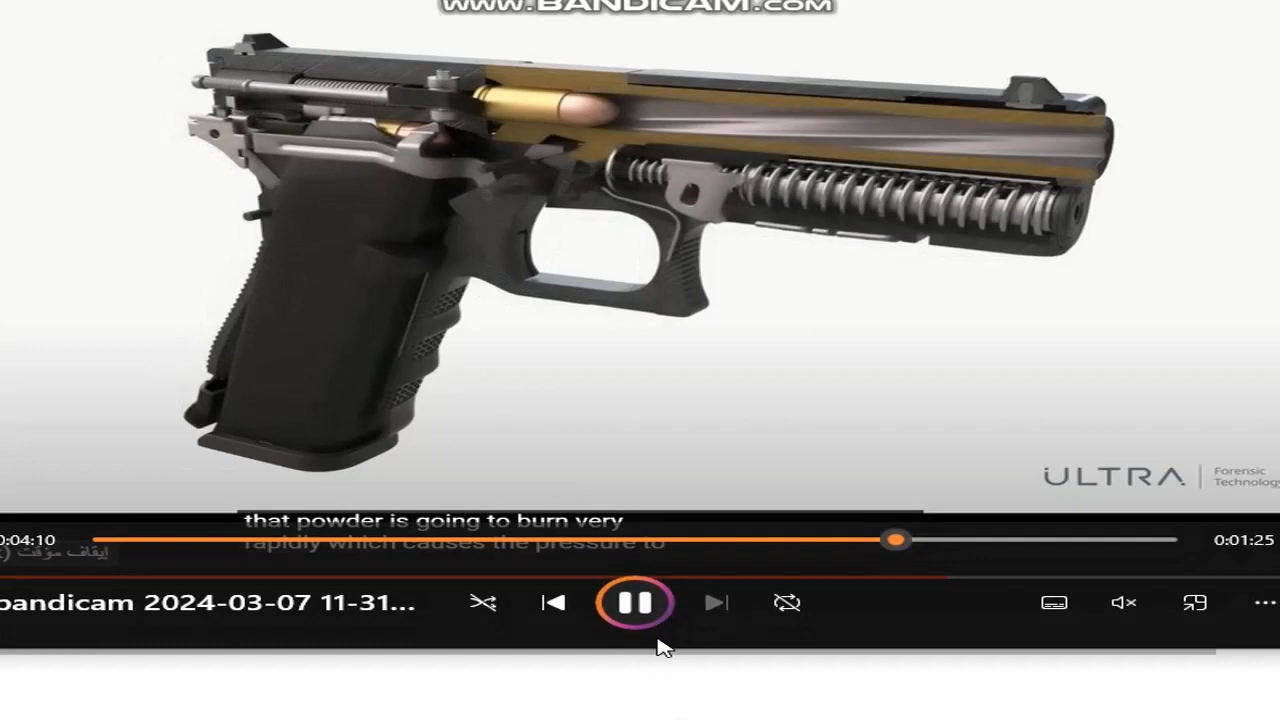 WWW.BANDICAM.COM
ULTRA
Forensic
Technology
that powder is going to burn very
rapidly which causes the pressure to
0:04:10
0:01:25
إيقاف مؤقت
bandicam 2024-03-07 11-31...